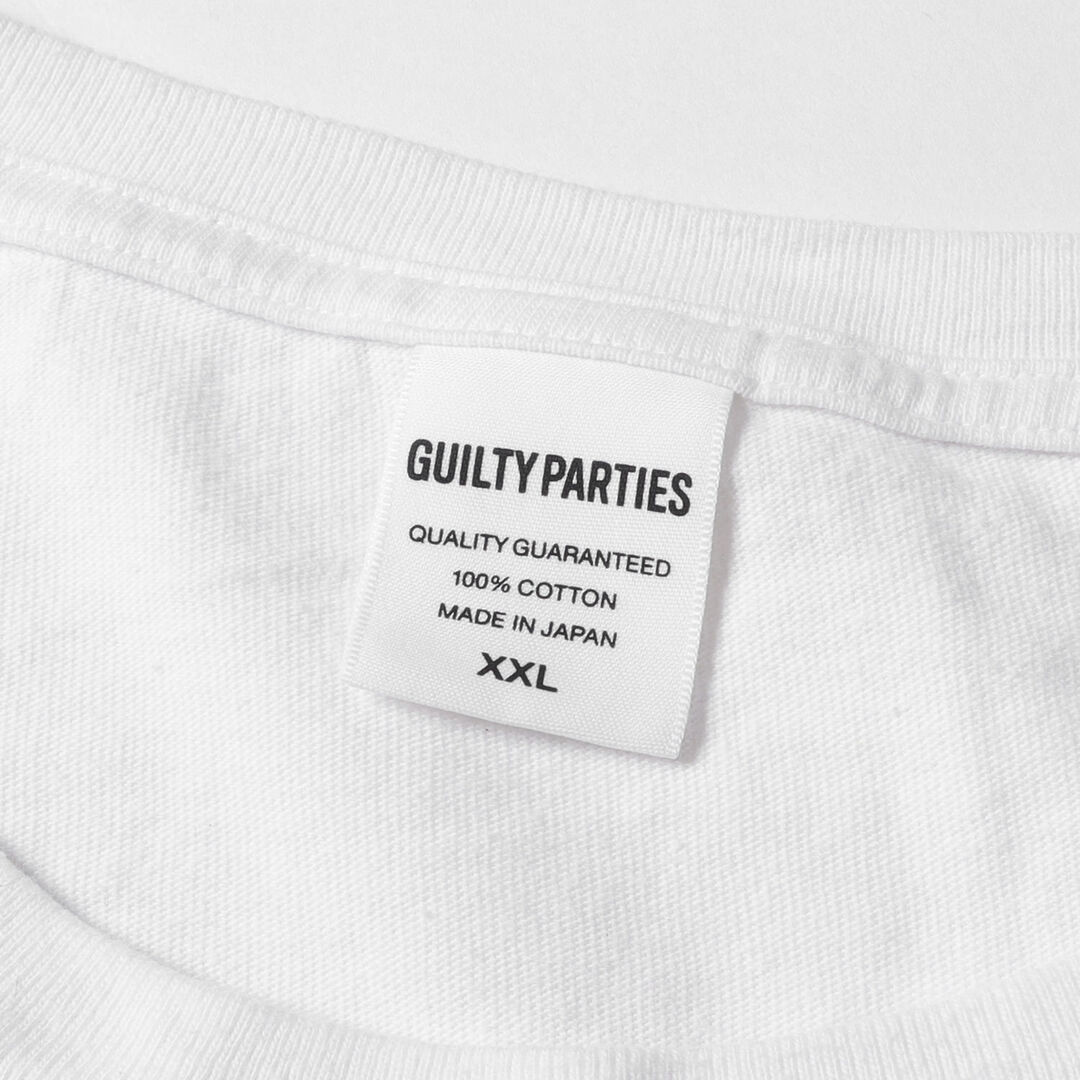 GUILTY PARTIES
QUALITY GUARANTEED
100% COTTON
MADE IN JAPAN
XXL